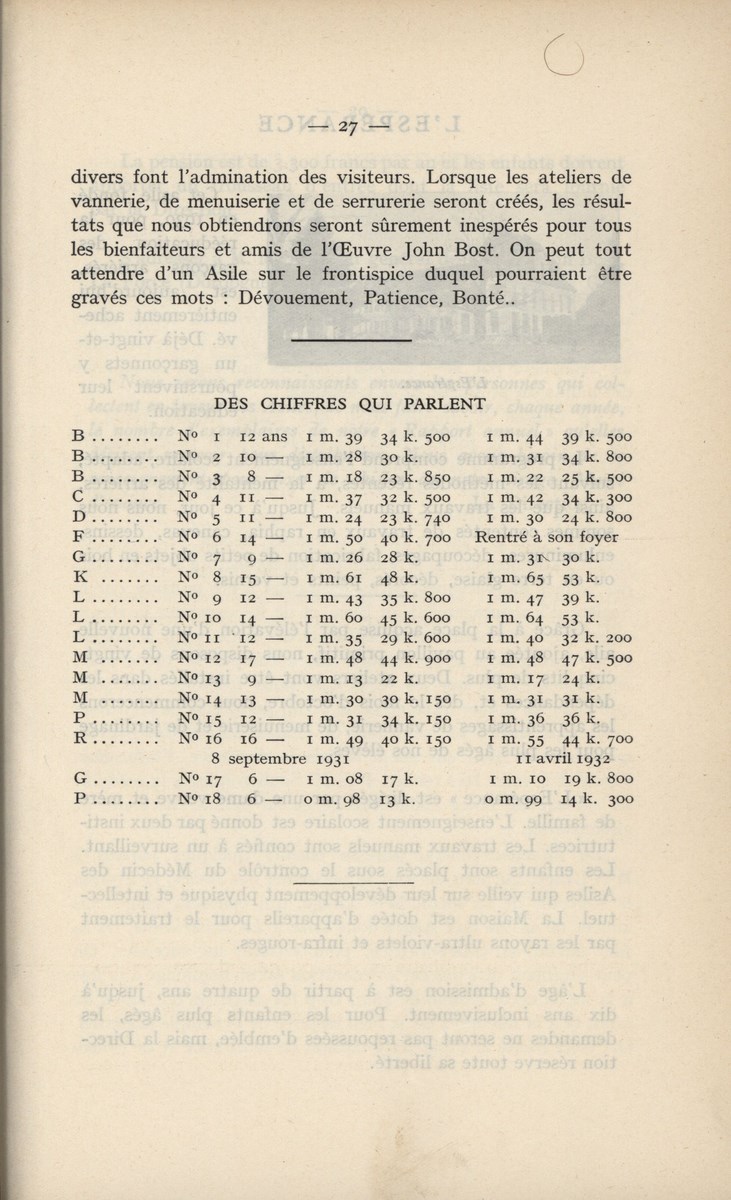 — 27 —
divers font l'admination des visiteurs. Lorsque les ateliers de
vannerie, de menuiserie et de serrurerie seront créés, les résul-
tats que nous obtiendrons seront sûrement inespérés pour tous
les bienfaiteurs et amis de l'Œuvre John Bost. On peut tout
attendre d'un Asile sur le frontispice duquel pourraient être
gravés ces mots : Dévouement, Patience, Bonté..
DES CHIFFRES QUI PARLENT
B ........ Nº 1 12 ans 1 m. 39 34 k. 500 1 m. 44 39 k. 500
B ........ Nº 2 10 — 1 m. 28 30 k. 1 m. 31 34 k. 800
B ........ Nº 3 8 — 1 m. 18 23 k. 850 1 m. 22 25 k. 500
C ........ Nº 4 11 — 1 m. 37 32 k. 500 1 m. 42 34 k. 300
D ........ Nº 5 11 — 1 m. 24 23 k. 740 1 m. 30 24 k. 800
F ........ Nº 6 14 — 1 m. 50 40 k. 700 Rentré à son foyer
G ........ Nº 7 9 — 1 m. 26 28 k. 1 m. 31 30 k.
K ....... Nº 8 15 — 1 m. 61 48 k. 1 m. 65 53 k.
L ........ Nº 9 12 — 1 m. 43 35 k. 800 1 m. 47 39 k.
L ........ Nº 10 14 — 1 m. 60 45 k. 600 1 m. 64 53 k.
L ........ Nº 11 12 — 1 m. 35 29 k. 600 1 m. 40 32 k. 200
M ....... Nº 12 17 — 1 m. 48 44 k. 900 1 m. 48 47 k. 500
M ....... Nº 13 9 — 1 m. 13 22 k. 1 m. 17 24 k.
M ....... Nº 14 13 — 1 m. 30 30 k. 150 1 m. 31 31 k.
P ........ Nº 15 12 — 1 m. 31 34 k. 150 1 m. 36 36 k.
R ........ Nº 16 16 — 1 m. 49 40 k. 150 1 m. 55 44 k. 700
8 septembre 1931 11 avril 1932
G ........ Nº 17 6 — 1 m. 08 17 k. 1 m. 10 19 k. 800
P ........ Nº 18 6 — 0 m. 98 13 k. 0 m. 99 14 k. 300